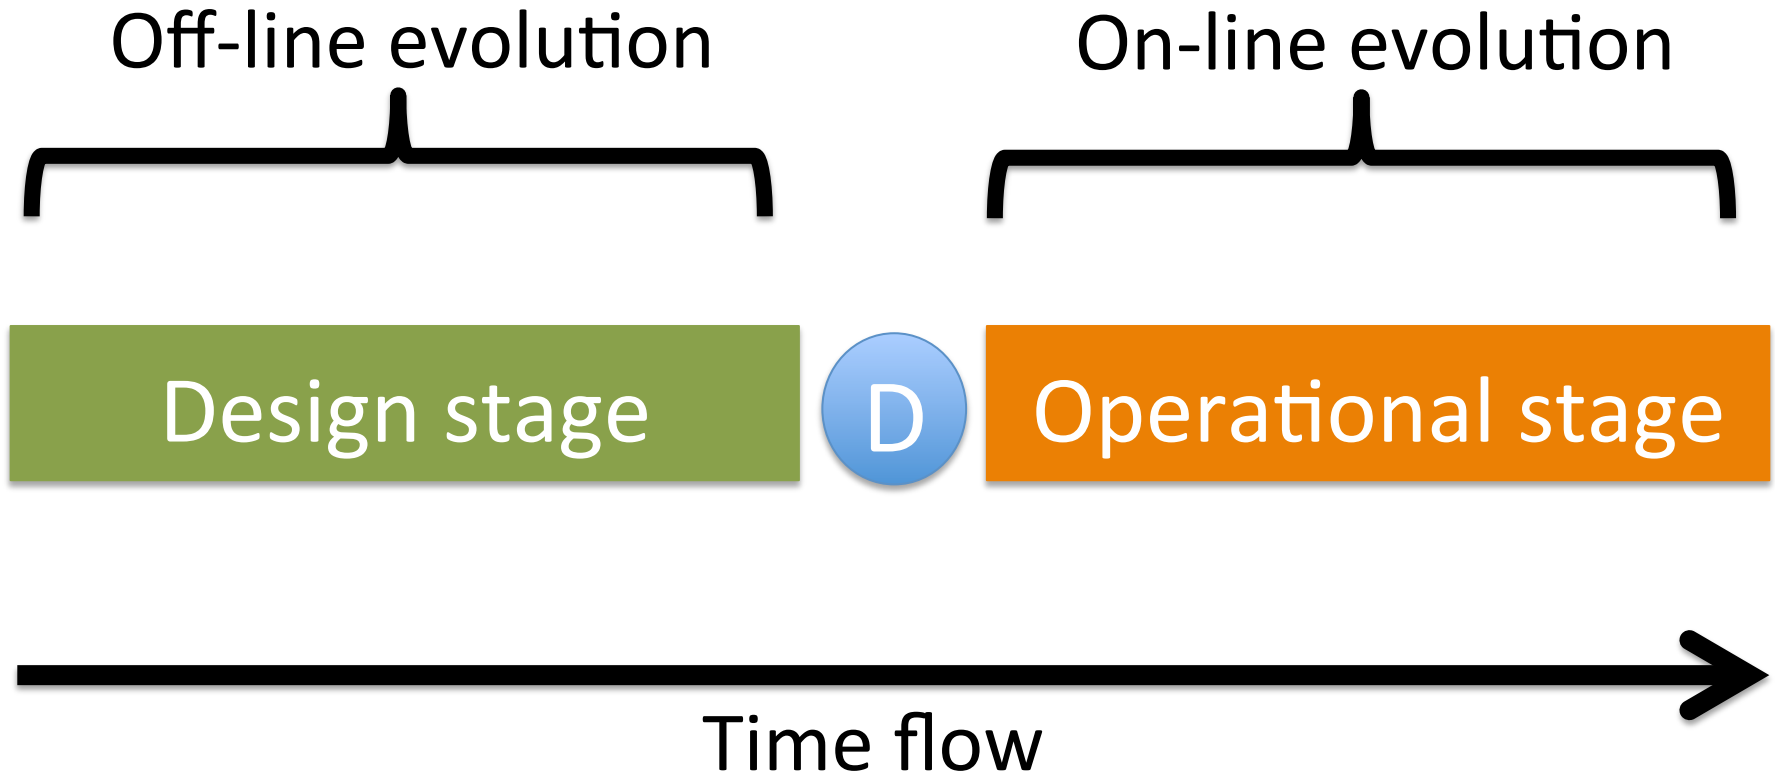 Off-line evolution
On-line evolution
Design stage
D
Operational stage
Time flow